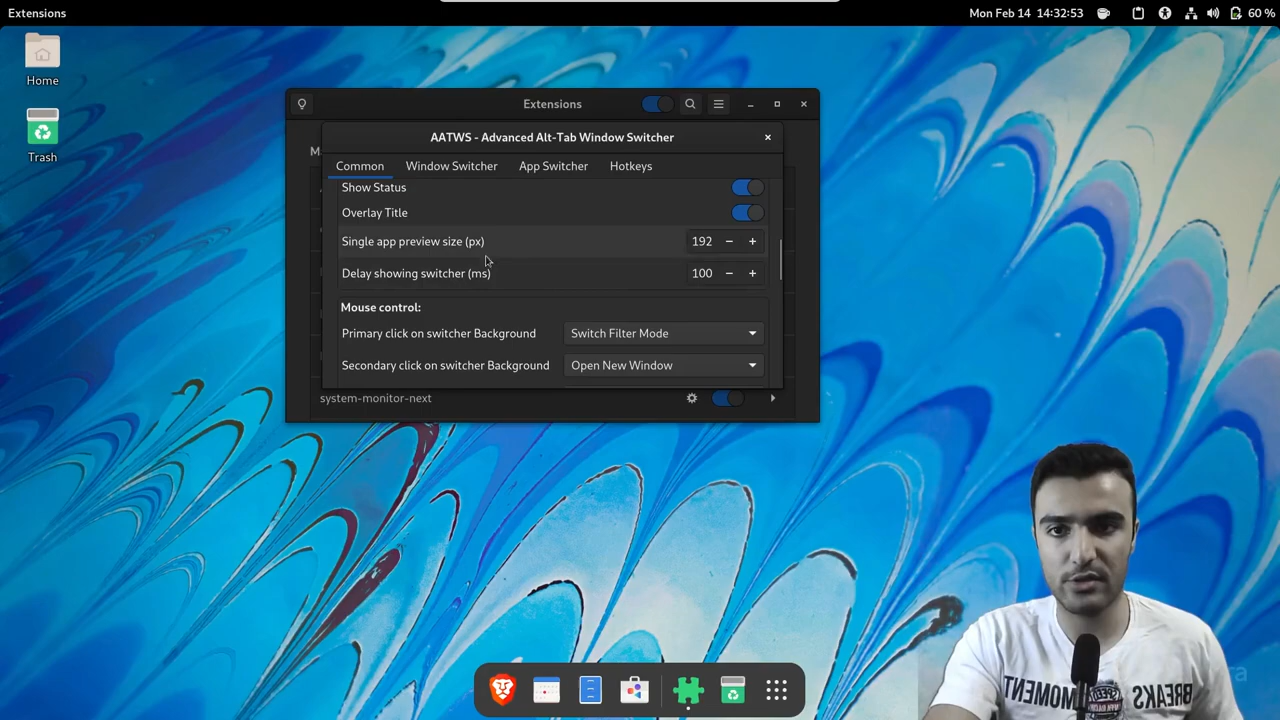 Extensions
Mon Feb 14 14:32:53
60 %
Home
Trash
Extensions
AATWS - Advanced Alt-Tab Window Switcher
Common Window Switcher App Switcher Hotkeys
Show Status
Overlay Title
Single app preview size (px) 192 − +
Delay showing switcher (ms) 100 − +
Mouse control:
Primary click on switcher Background Switch Filter Mode
Secondary click on switcher Background Open New Window
system-monitor-next
MOMENT
BREAKS